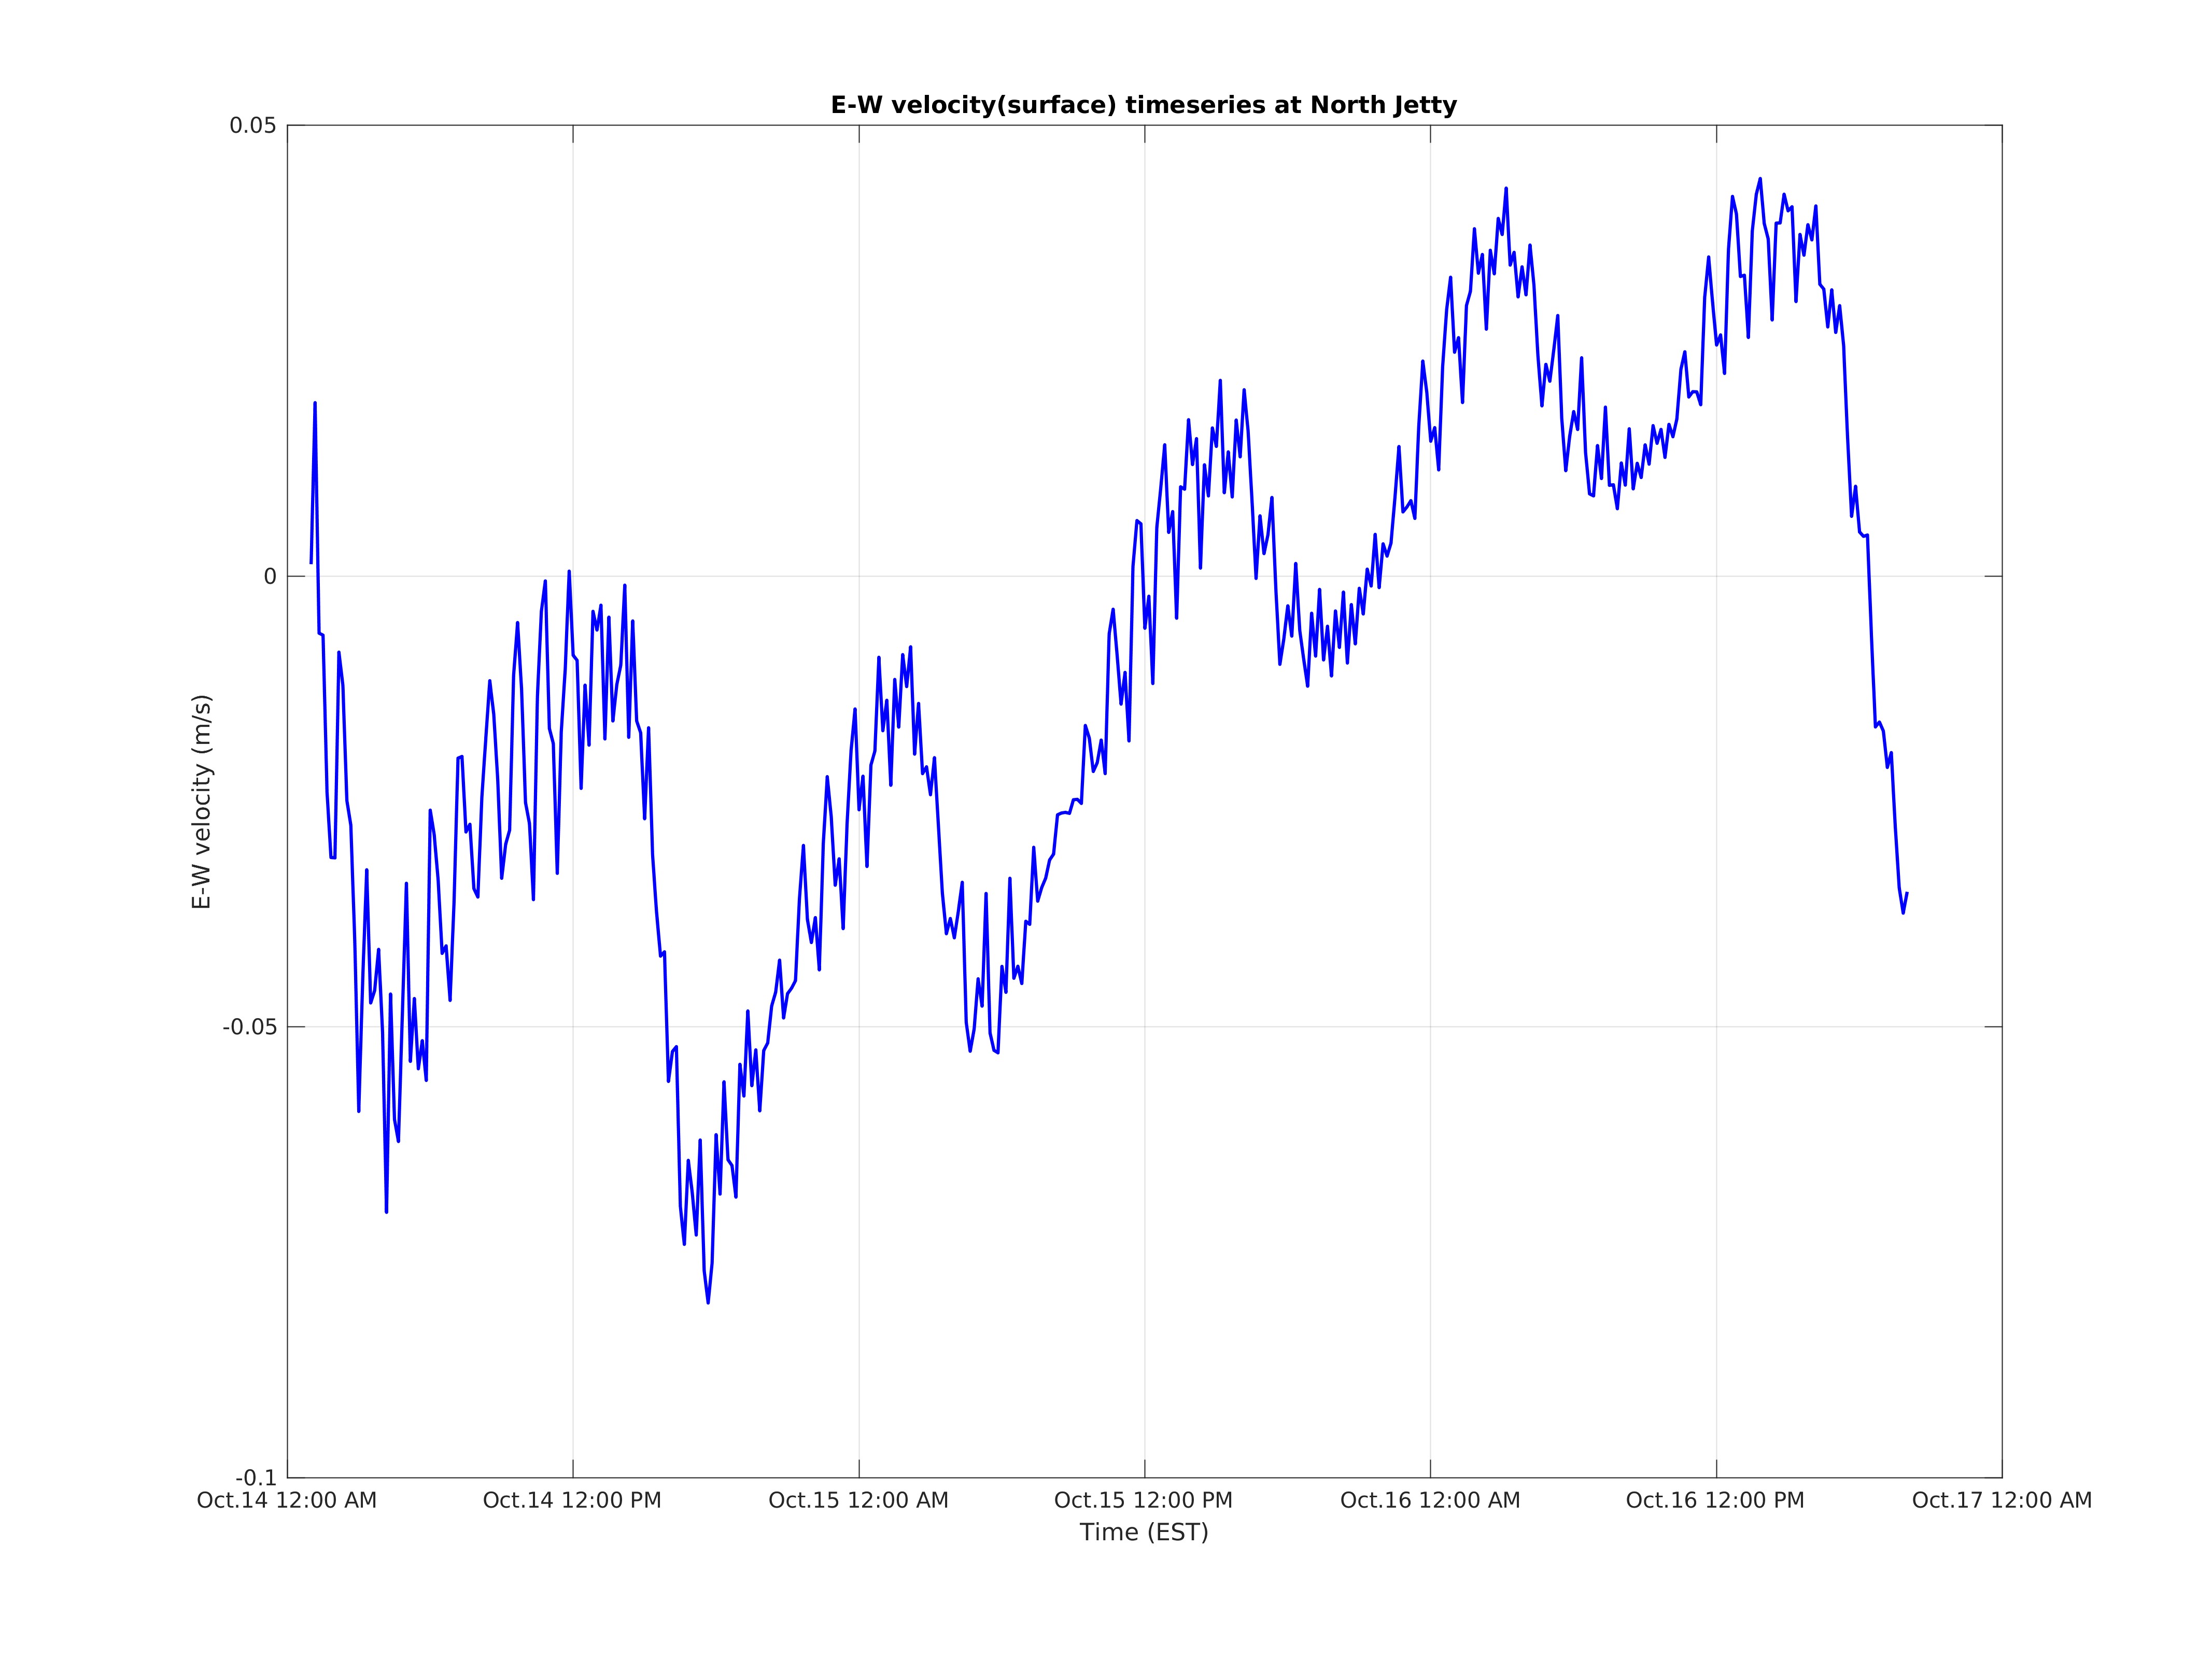 E-W velocity(surface) timeseries at North Jetty
0.05
0
-0.05
-0.1
E-W velocity (m/s)
Oct.14 12:00 AM Oct.14 12:00 PM Oct.15 12:00 AM Oct.15 12:00 PM Oct.16 12:00 AM Oct.16 12:00 PM Oct.17 12:00 AM
Time (EST)